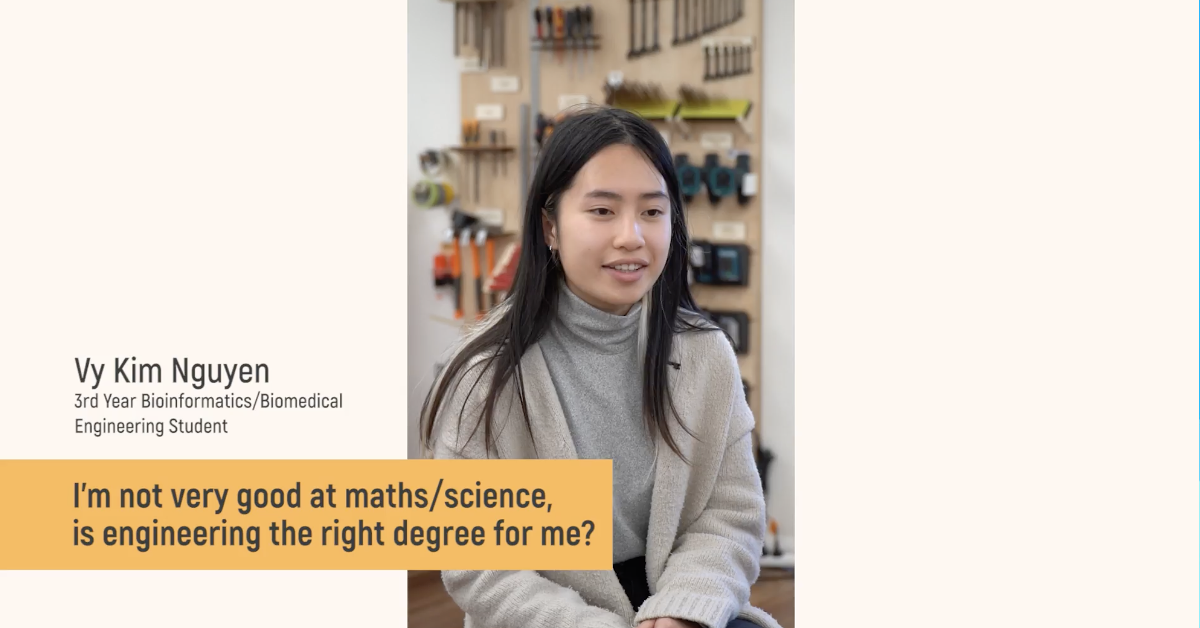 Vy Kim Nguyen
3rd Year Bioinformatics/Biomedical
Engineering Student
I'm not very good at maths/science,
is engineering the right degree for me?